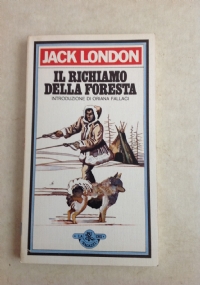 JACK LONDON
IL RICHIAMO
DELLA FORESTA
INTRODUZIONE DI ORIANA FALLACI